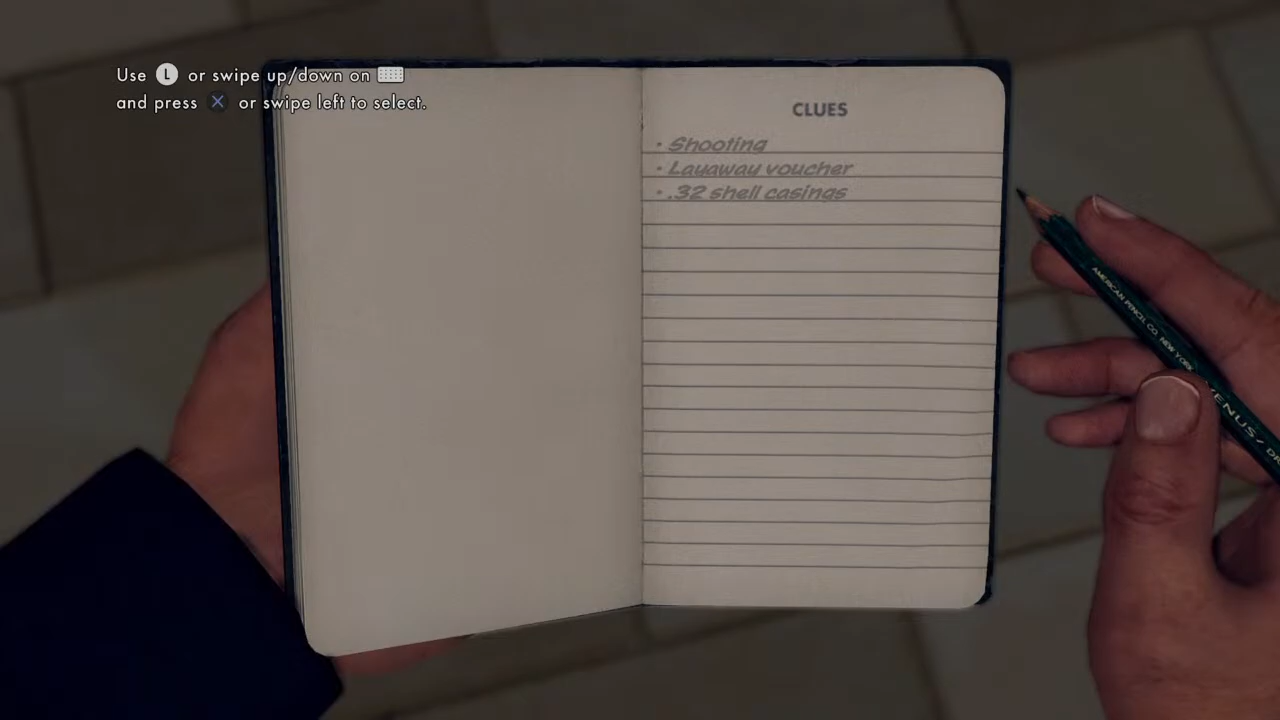 Use L or swipe up/down on
and press X or swipe left to select.
CLUES
· Shooting
· Layaway voucher
· .32 shell casings
AMERICAN PENCIL CO. NEW YORK
VENUS